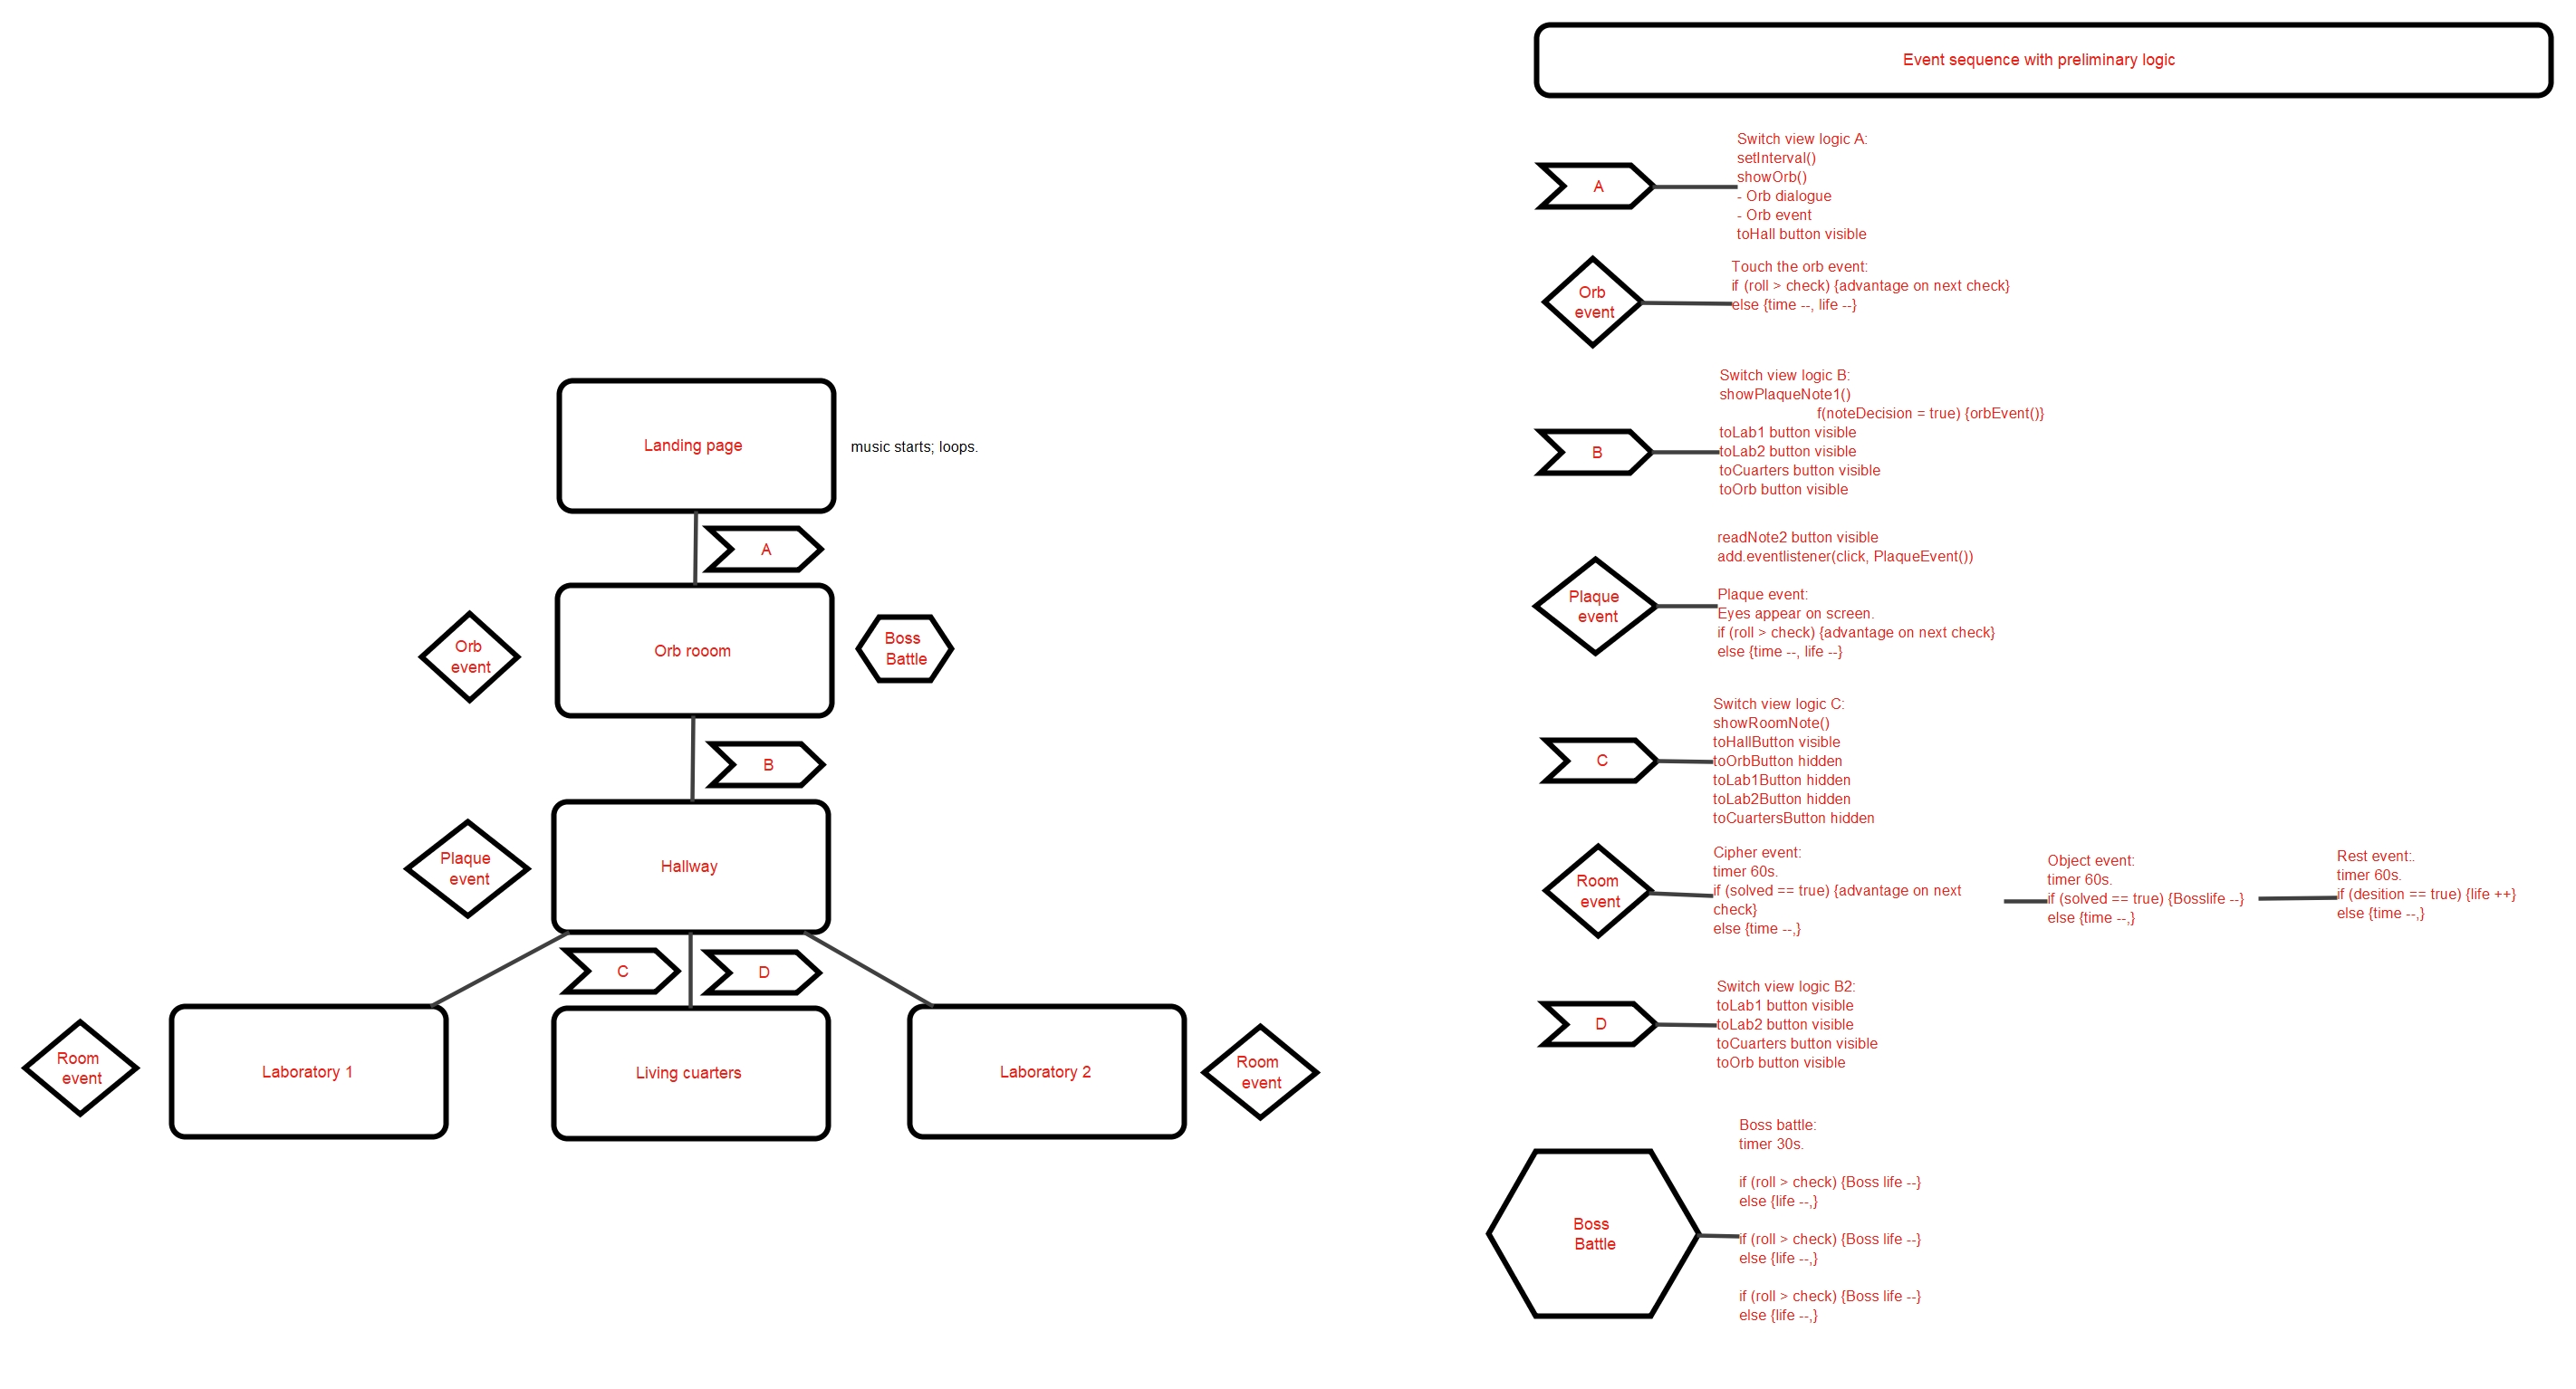 Event sequence with preliminary logic
A
Switch view logic A:
setInterval()
showOrb()
- Orb dialogue
- Orb event
toHall button visible
Orb
event
Touch the orb event:
if (roll > check) {advantage on next check}
else {time --, life --}
B
Switch view logic B:
showPlaqueNote1()
f(noteDecision = true) {orbEvent()}
toLab1 button visible
toLab2 button visible
toCuarters button visible
toOrb button visible
Plaque
event
readNote2 button visible
add.eventlistener(click, PlaqueEvent())
Plaque event:
Eyes appear on screen.
if (roll > check) {advantage on next check}
else {time --, life --}
C
Switch view logic C:
showRoomNote()
toHallButton visible
toOrbButton hidden
toLab1Button hidden
toLab2Button hidden
toCuartersButton hidden
Room
event
Cipher event:
timer 60s.
if (solved == true) {advantage on next
check}
else {time --,}
Object event:
timer 60s.
if (solved == true) {Bosslife --}
else {time --,}
Rest event:.
timer 60s.
if (desition == true) {life ++}
else {time --,}
D
Switch view logic B2:
toLab1 button visible
toLab2 button visible
toCuarters button visible
toOrb button visible
Boss
Battle
Boss battle:
timer 30s.
if (roll > check) {Boss life --}
else {life --,}
if (roll > check) {Boss life --}
else {life --,}
if (roll > check) {Boss life --}
else {life --,}
Landing page
music starts; loops.
A
Orb
event
Orb rooom
Boss
Battle
B
Plaque
event
Hallway
C
D
Room
event
Laboratory 1
Living cuarters
Laboratory 2
Room
event